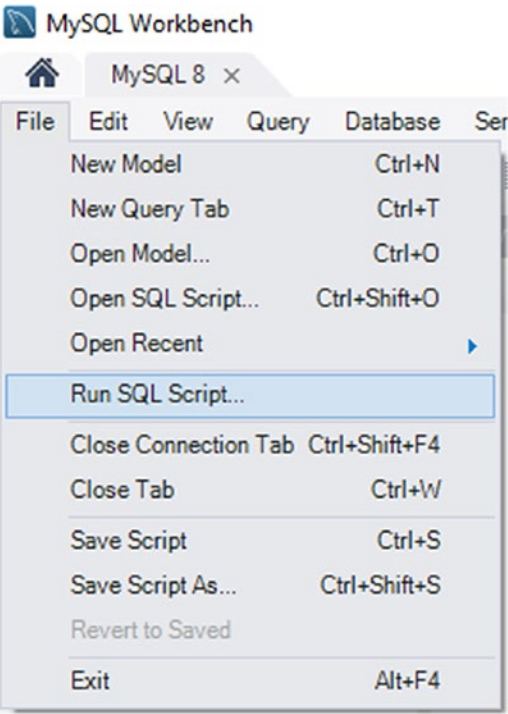 MySQL Workbench
MySQL 8 ×
File Edit View Query Database Ser
New Model Ctrl+N
New Query Tab Ctrl+T
Open Model... Ctrl+O
Open SQL Script... Ctrl+Shift+O
Open Recent
Run SQL Script...
Close Connection Tab Ctrl+Shift+F4
Close Tab Ctrl+W
Save Script Ctrl+S
Save Script As... Ctrl+Shift+S
Revert to Saved
Exit Alt+F4